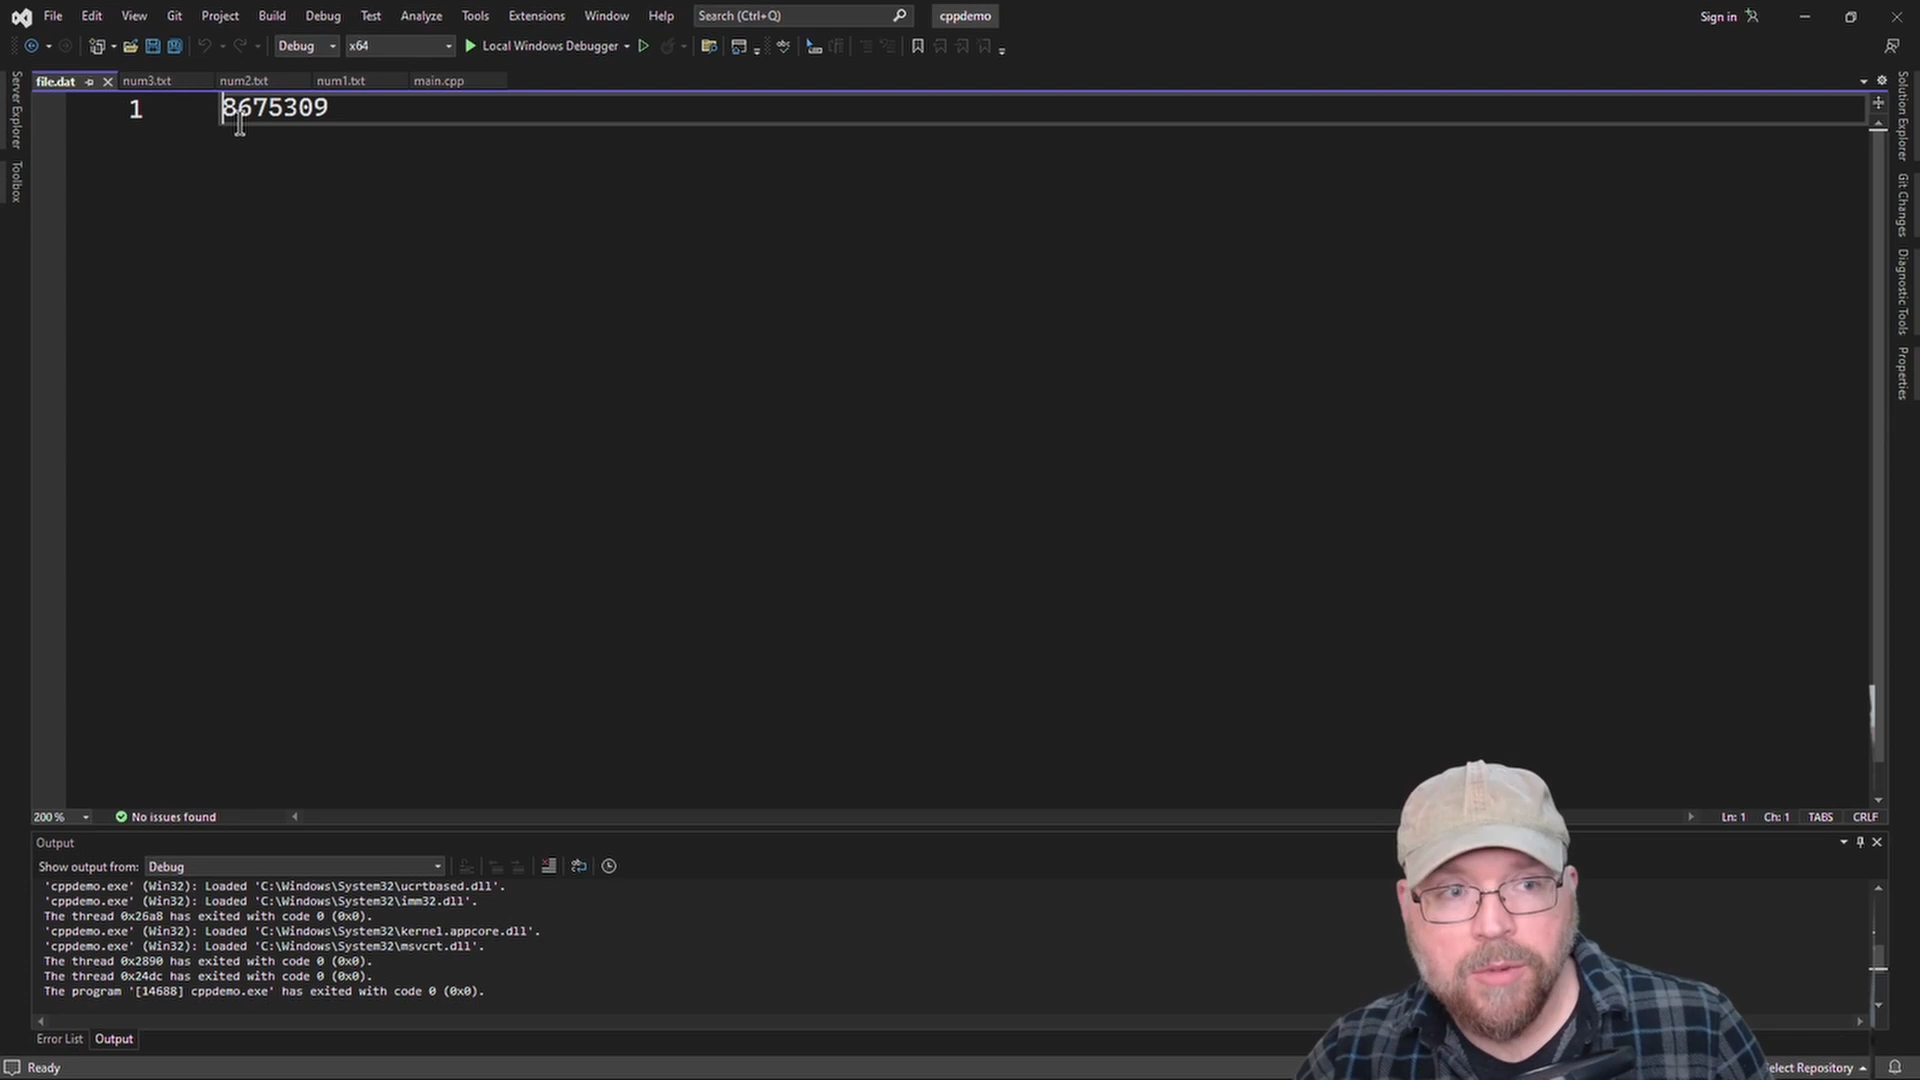 File Edit View Git Project Build Debug Test Analyze Tools Extensions Window Help Search (Ctrl+Q) cppdemo Sign in
Debug x64 Local Windows Debugger
file.dat num3.txt num2.txt num1.txt main.cpp
Server Explorer
Toolbox
1 8675309
Solution Explorer
Git Changes
Diagnostic Tools
Properties
200 % No issues found Ln: 1 Ch: 1 TABS CRLF
Output
Show output from: Debug
'cppdemo.exe' (Win32): Loaded 'C:\Windows\System32\ucrtbased.dll'.
'cppdemo.exe' (Win32): Loaded 'C:\Windows\System32\imm32.dll'.
The thread 0x26a8 has exited with code 0 (0x0).
'cppdemo.exe' (Win32): Loaded 'C:\Windows\System32\kernel.appcore.dll'.
'cppdemo.exe' (Win32): Loaded 'C:\Windows\System32\msvcrt.dll'.
The thread 0x2890 has exited with code 0 (0x0).
The thread 0x24dc has exited with code 0 (0x0).
The program '[14688] cppdemo.exe' has exited with code 0 (0x0).
Error List Output
Ready
elect Repository